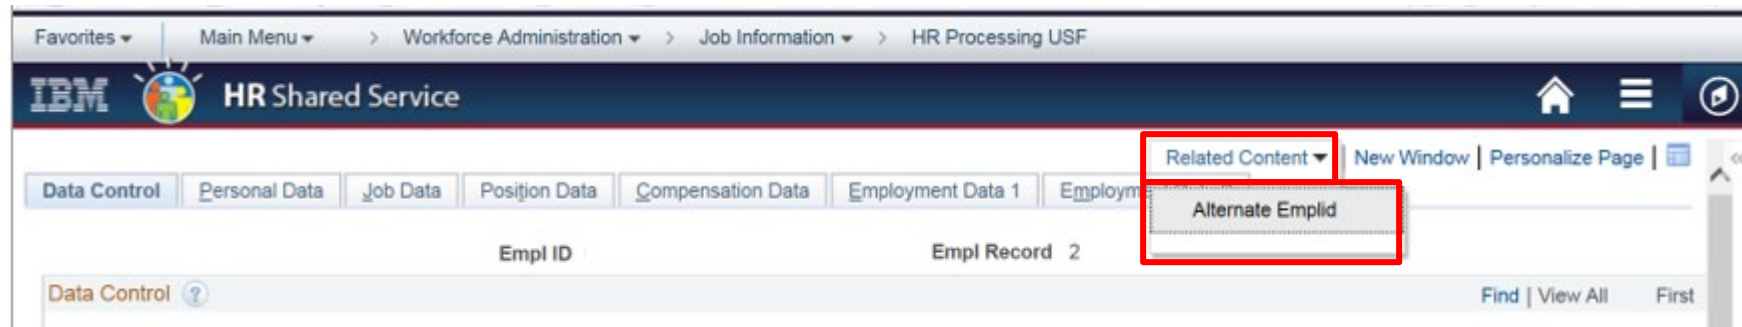 Favorites Main Menu > Workforce Administration > Job Information > HR Processing USF
IBM HR Shared Service
Related Content New Window | Personalize Page |
Data Control Personal Data Job Data Position Data Compensation Data Employment Data 1
Alternate Emplid
Empl ID Empl Record 2
Data Control ? Find | View All First